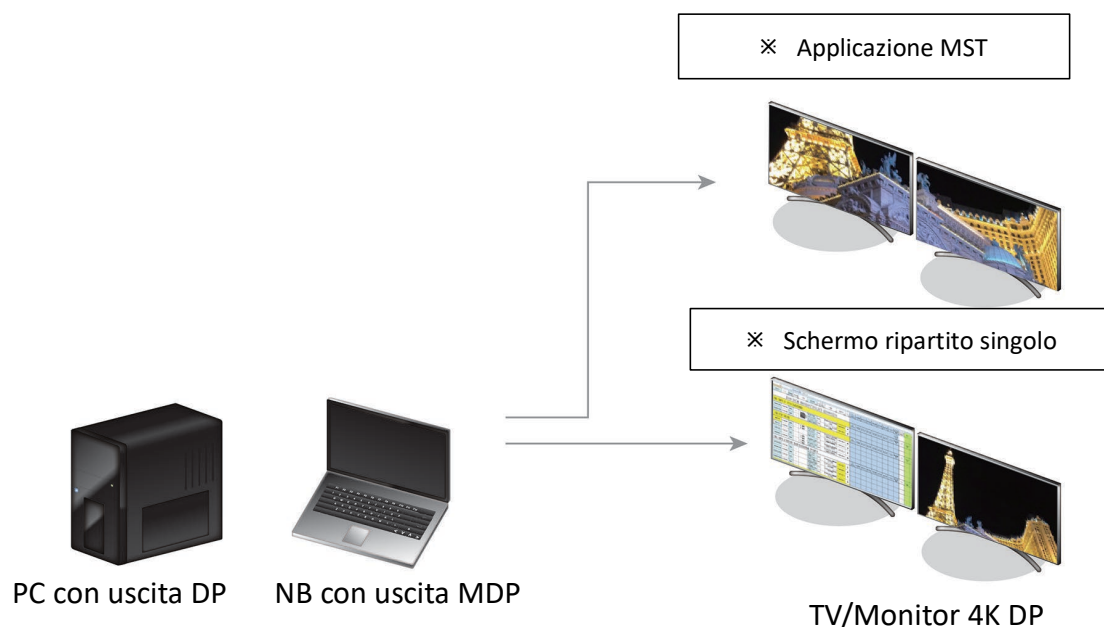 ※ Applicazione MST
※ Schermo ripartito singolo
PC con uscita DP
NB con uscita MDP
TV/Monitor 4K DP